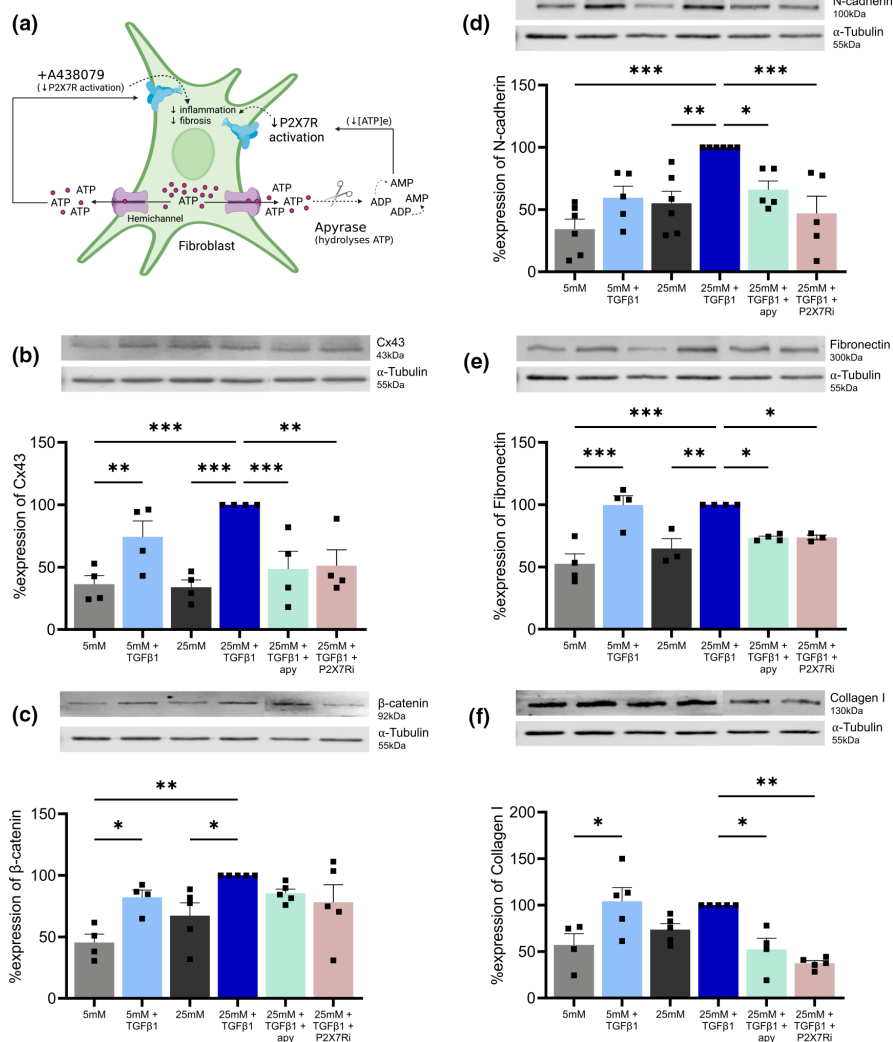 (a)
+A438079
(↓P2X7R activation)
↓ inflammation
↓ fibrosis
↓P2X7R
activation
(↓[ATP]e)
ATP
ATP
ATP
ATP
ATP
ATP
ATP
Hemichannel
Fibroblast
Apyrase
(hydrolyses ATP)
ADP
AMP
AMP
ADP
(b)
Cx43
43kDa
α-Tubulin
55kDa
%expression of Cx43
150
100
50
0
** *** *** *** **
5mM
5mM +
TGFβ1
25mM
25mM +
TGFβ1
25mM +
TGFβ1 +
apy
25mM +
TGFβ1 +
P2X7Ri
(c)
β-catenin
92kDa
α-Tubulin
55kDa
%expression of β-catenin
150
100
50
0
**
* *
5mM
5mM +
TGFβ1
25mM
25mM +
TGFβ1
25mM +
TGFβ1 +
apy
25mM +
TGFβ1 +
P2X7Ri
(d)
N-cadherin
100kDa
α-Tubulin
55kDa
%expression of N-cadherin
150
100
50
0
*** ***
** *
5mM
5mM +
TGFβ1
25mM
25mM +
TGFβ1
25mM +
TGFβ1 +
apy
25mM +
TGFβ1 +
P2X7Ri
(e)
Fibronectin
300kDa
α-Tubulin
55kDa
%expression of Fibronectin
150
100
50
0
*** *
*** ** *
5mM
5mM +
TGFβ1
25mM
25mM +
TGFβ1
25mM +
TGFβ1 +
apy
25mM +
TGFβ1 +
P2X7Ri
(f)
Collagen I
130kDa
α-Tubulin
55kDa
%expression of Collagen I
200
150
100
50
0
**
* *
5mM
5mM +
TGFβ1
25mM
25mM +
TGFβ1
25mM +
TGFβ1 +
apy
25mM +
TGFβ1 +
P2X7Ri